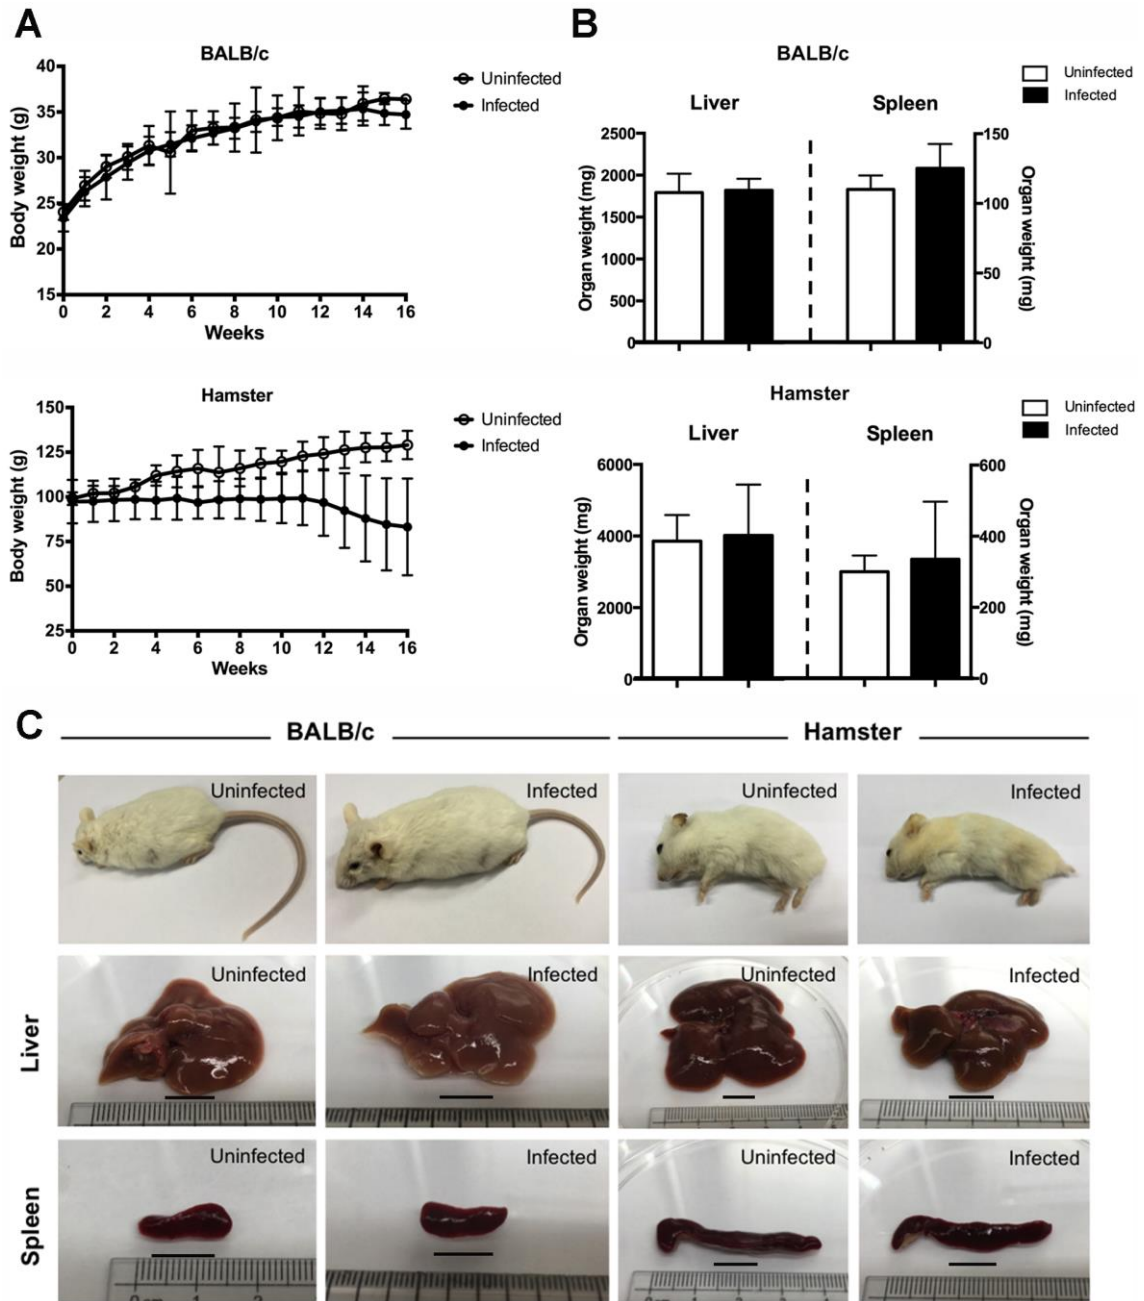 A
BALB/c
40
35
30
25
20
15
Body weight (g)
0 2 4 6 8 10 12 14 16
Weeks
Uninfected
Infected
Hamster
150
125
100
75
50
25
Body weight (g)
0 2 4 6 8 10 12 14 16
Weeks
Uninfected
Infected
B
BALB/c
Uninfected
Infected
Liver Spleen
2500
2000
1500
1000
500
0
Organ weight (mg)
150
100
50
0
Organ weight (mg)
Hamster
Uninfected
Infected
Liver Spleen
6000
4000
2000
0
Organ weight (mg)
600
400
200
0
Organ weight (mg)
C
BALB/c Hamster
Uninfected Infected Uninfected Infected
Liver
Uninfected Infected Uninfected Infected
Spleen
Uninfected Infected Uninfected Infected